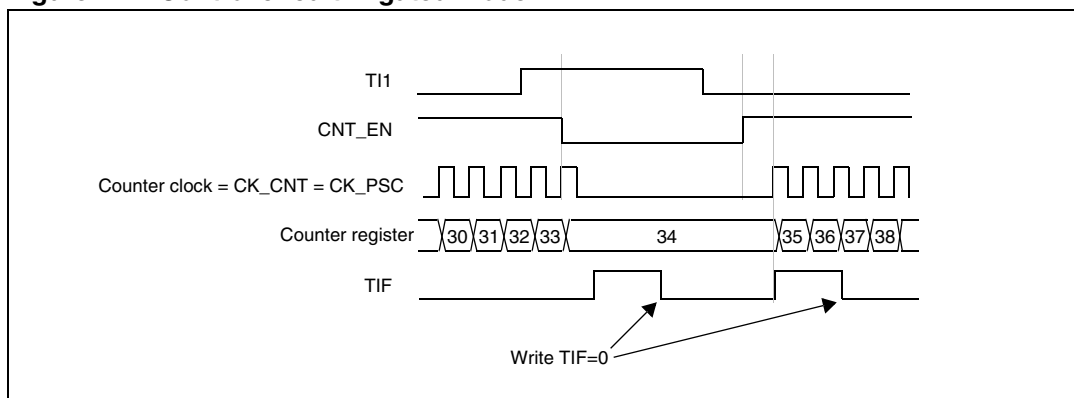 TI1
CNT_EN
Counter clock = CK_CNT = CK_PSC
Counter register 30 31 32 33 34 35 36 37 38
TIF
Write TIF=0